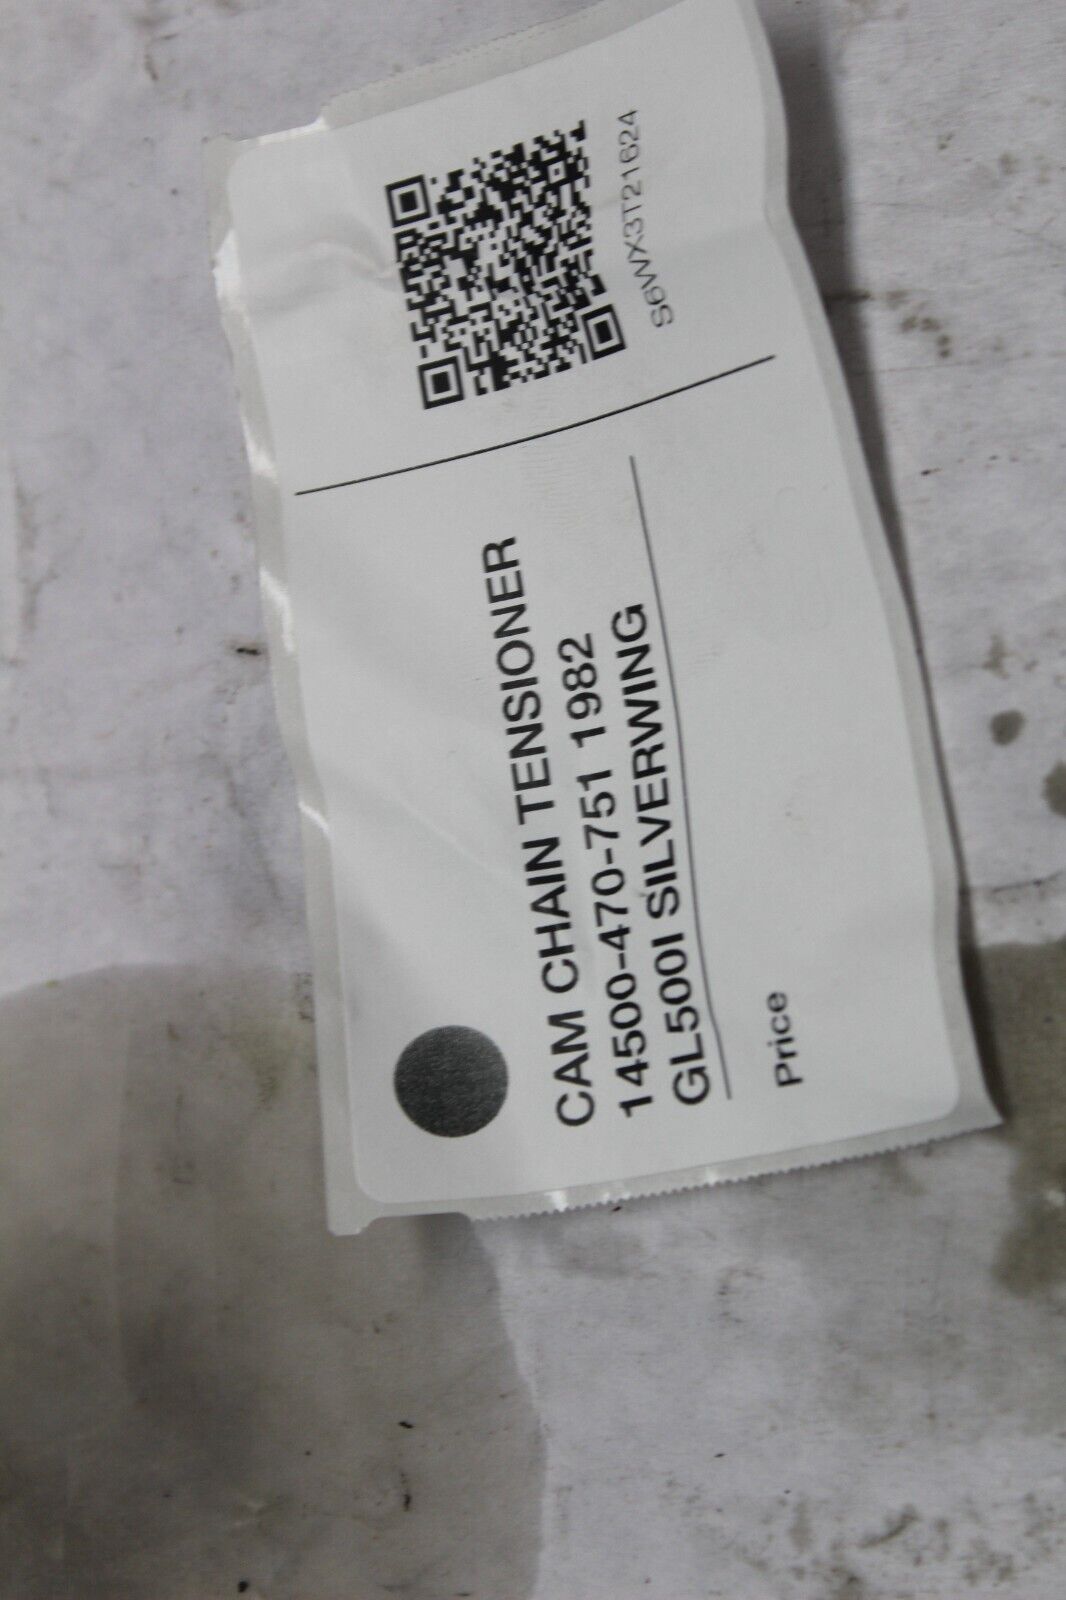 CAM CHAIN TENSIONER
14500-470-751 1982
GL500I SILVERWING
Price
S6WX3T21624